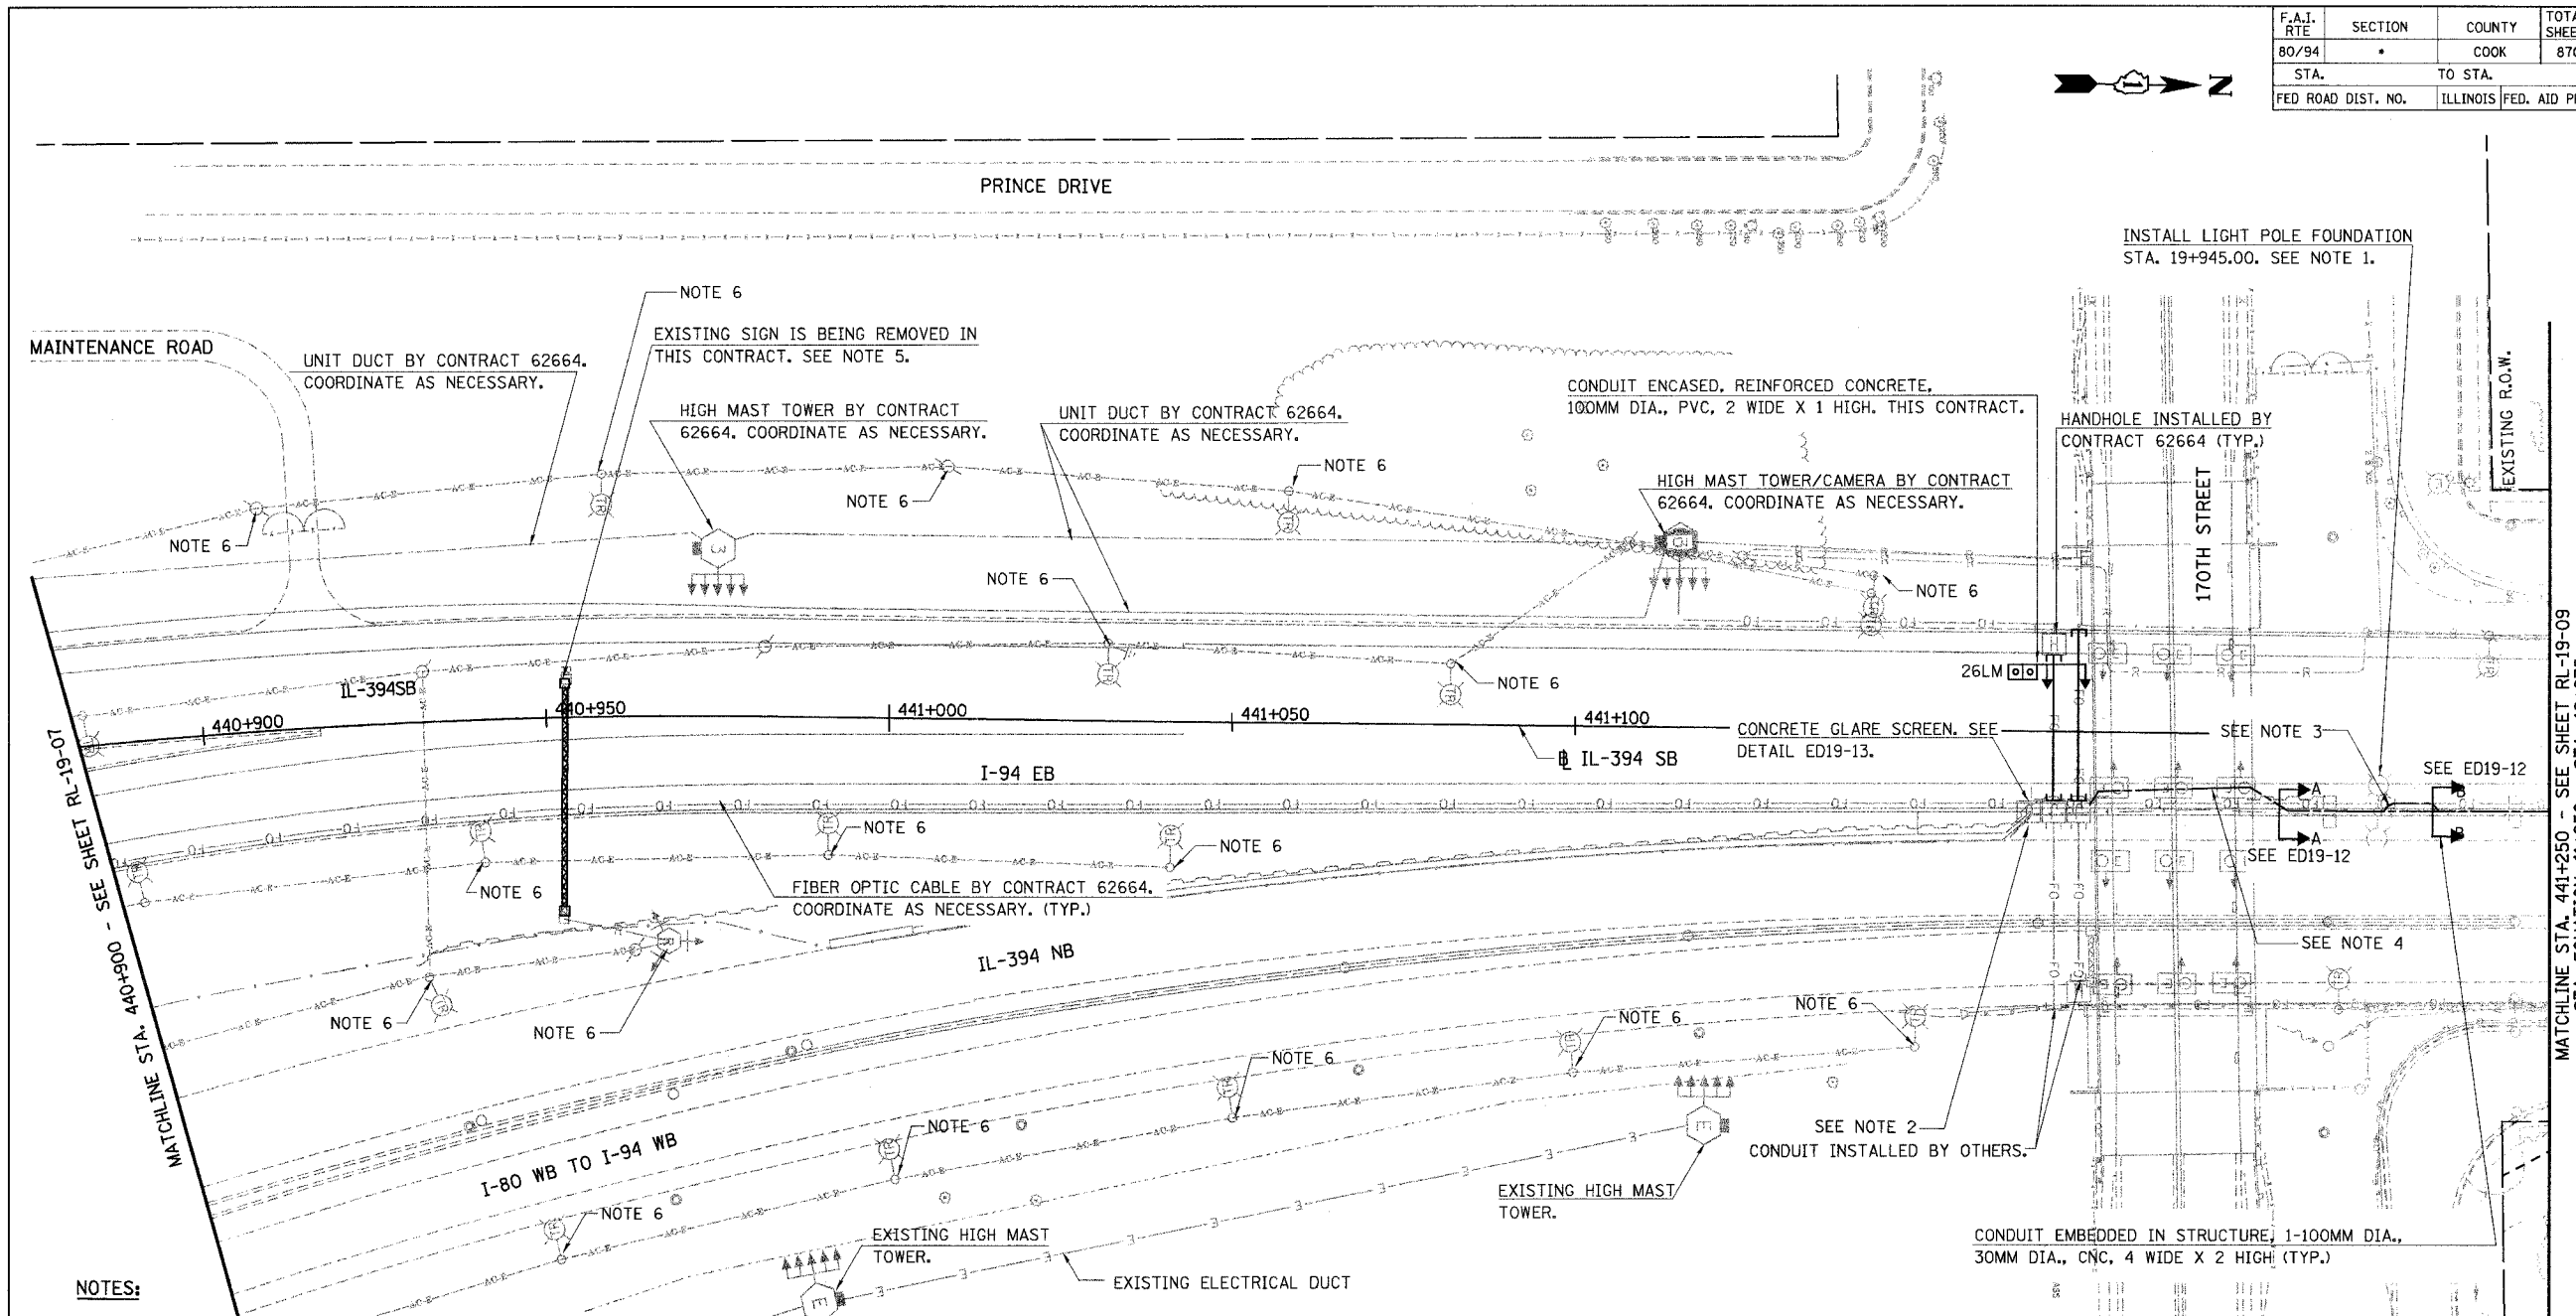 F.A.I. RTE SECTION COUNTY
80/94 * COOK
STA. TO STA.
FED ROAD DIST. NO. ILLINOIS FED. AID
N
PRINCE DRIVE
INSTALL LIGHT POLE FOUNDATION
STA. 19+945.00. SEE NOTE 1.
NOTE 6
EXISTING SIGN IS BEING REMOVED IN
THIS CONTRACT. SEE NOTE 5.
MAINTENANCE ROAD
UNIT DUCT BY CONTRACT 62664.
COORDINATE AS NECESSARY.
HIGH MAST TOWER BY CONTRACT
62664. COORDINATE AS NECESSARY.
UNIT DUCT BY CONTRACT 62664.
COORDINATE AS NECESSARY.
CONDUIT ENCASED, REINFORCED CONCRETE,
100MM DIA., PVC, 2 WIDE X 1 HIGH. THIS CONTRACT.
HANDHOLE INSTALLED BY
CONTRACT 62664 (TYP.)
EXISTING R.O.W.
170TH STREET
NOTE 6
NOTE 6
HIGH MAST TOWER/CAMERA BY CONTRACT
62664. COORDINATE AS NECESSARY.
NOTE 6
NOTE 6
NOTE 6
NOTE 6
26LM
IL-394SB
440+900
440+950
441+000
441+050
441+100
CONCRETE GLARE SCREEN. SEE
DETAIL ED19-13.
SEE NOTE 3
℄ IL-394 SB
I-94 EB
SEE ED19-12
A
B
A
B
SEE ED19-12
NOTE 6
NOTE 6
NOTE 6
FIBER OPTIC CABLE BY CONTRACT 62664.
COORDINATE AS NECESSARY. (TYP.)
SEE NOTE 4
IL-394 NB
NOTE 6
NOTE 6
NOTE 6
NOTE 6
NOTE 6
NOTE 6
NOTE 6
SEE NOTE 2
CONDUIT INSTALLED BY OTHERS.
I-80 WB TO I-94 WB
EXISTING HIGH MAST
TOWER.
EXISTING HIGH MAST
TOWER.
EXISTING ELECTRICAL DUCT
CONDUIT EMBEDDED IN STRUCTURE, 1-100MM DIA.,
30MM DIA., CNC, 4 WIDE X 2 HIGH (TYP.)
NOTES:
MATCHLINE STA. 440+900 - SEE SHEET RL-19-07
MATCHLINE STA. 441+250 - SEE SHEET RL-19-09